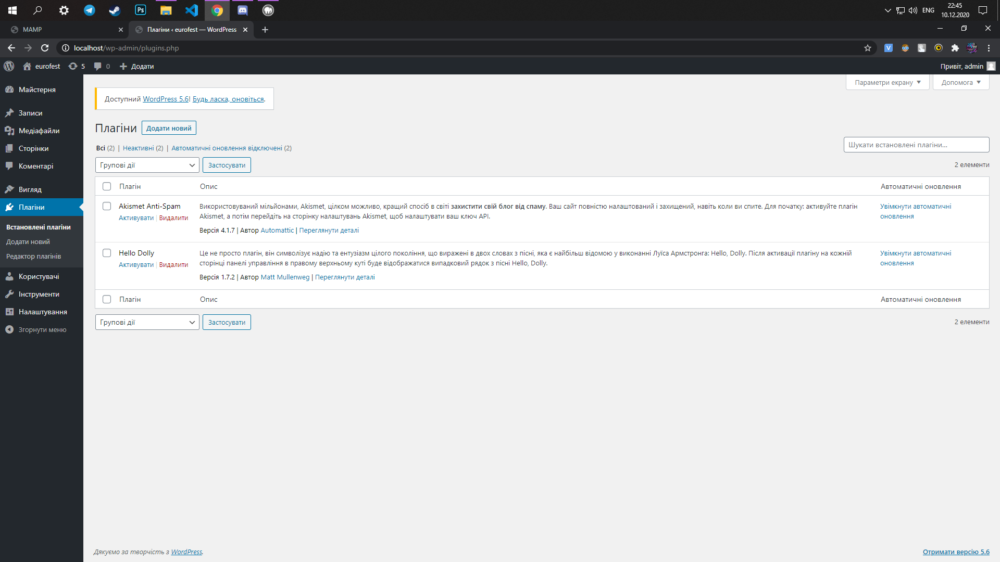 22:45
ENG
10.12.2020
Ps
MAMP
Плагіни ‹ eurofest — WordPress
localhost/wp-admin/plugins.php
V
eurofest
5
0
Додати
Привіт, admin
Майстерня
Записи
Медіафайли
Сторінки
Коментарі
Вигляд
Плагіни
Встановлені плагіни
Додати новий
Редактор плагінів
Користувачі
Інструменти
Налаштування
Згорнути меню
Параметри екрану
Допомога
Доступний WordPress 5.6! Будь ласка, оновіться.
Плагіни
Додати новий
Всі (2) | Неактивні (2) | Автоматичні оновлення відключені (2)
Шукати встановлені плагіни...
Групові дії
Застосувати
2 елементи
Плагін
Опис
Автоматичні оновлення
Akismet Anti-Spam
Активувати | Видалити
Використовуваний мільйонами, Akismet, цілком можливо, кращий спосіб в світі захистити свій блог від спаму. Ваш сайт повністю налаштований і захищений, навіть коли ви спите. Для початку: активуйте плагін
Akismet, а потім перейдіть на сторінку налаштувань Akismet, щоб налаштувати ваш ключ API.
Версія 4.1.7 | Автор Automattic | Переглянути деталі
Увімкнути автоматичні
оновлення
Hello Dolly
Активувати | Видалити
Це не просто плагін, він символізує надію та ентузіазм цілого покоління, що виражені в двох словах з пісні, яка є найбільш відомою у виконанні Луїса Армстронга: Hello, Dolly. Після активації плагіну на кожній
сторінці панелі управління в правому верхньому куті буде відображатися випадковий рядок з пісні Hello, Dolly.
Версія 1.7.2 | Автор Matt Mullenweg | Переглянути деталі
Увімкнути автоматичні
оновлення
Плагін
Опис
Автоматичні оновлення
Групові дії
Застосувати
2 елементи
Дякуємо за творчість з WordPress.
Отримати версію 5.6